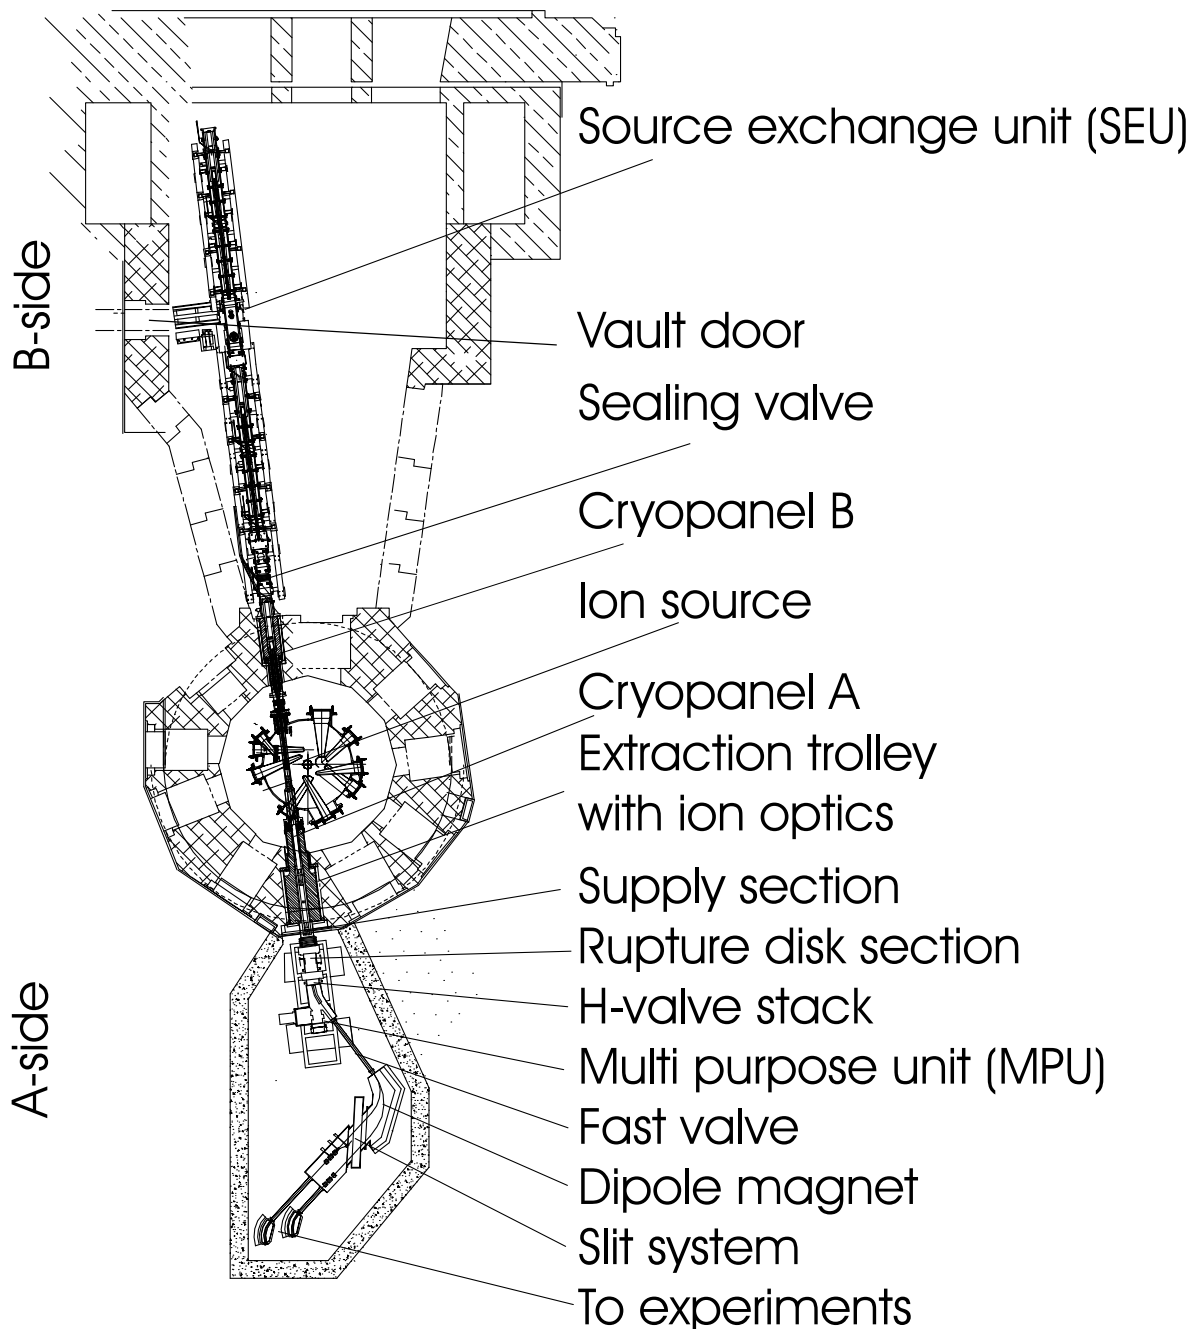 Source exchange unit (SEU)
B-side
Vault door
Sealing valve
Cryopanel B
Ion source
Cryopanel A
Extraction trolley
with ion optics
Supply section
Rupture disk section
A-side
H-valve stack
Multi purpose unit (MPU)
Fast valve
Dipole magnet
Slit system
To experiments